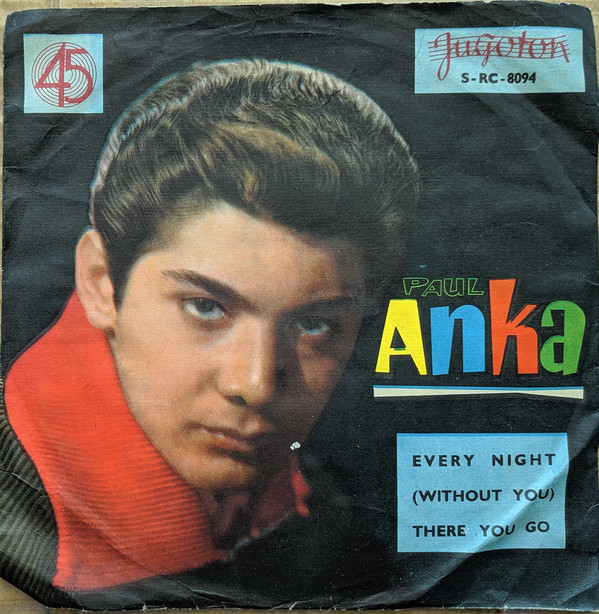 45
Jugoton
S-RC-8094
PAUL
Anka
EVERY NIGHT
(WITHOUT YOU)
THERE YOU GO